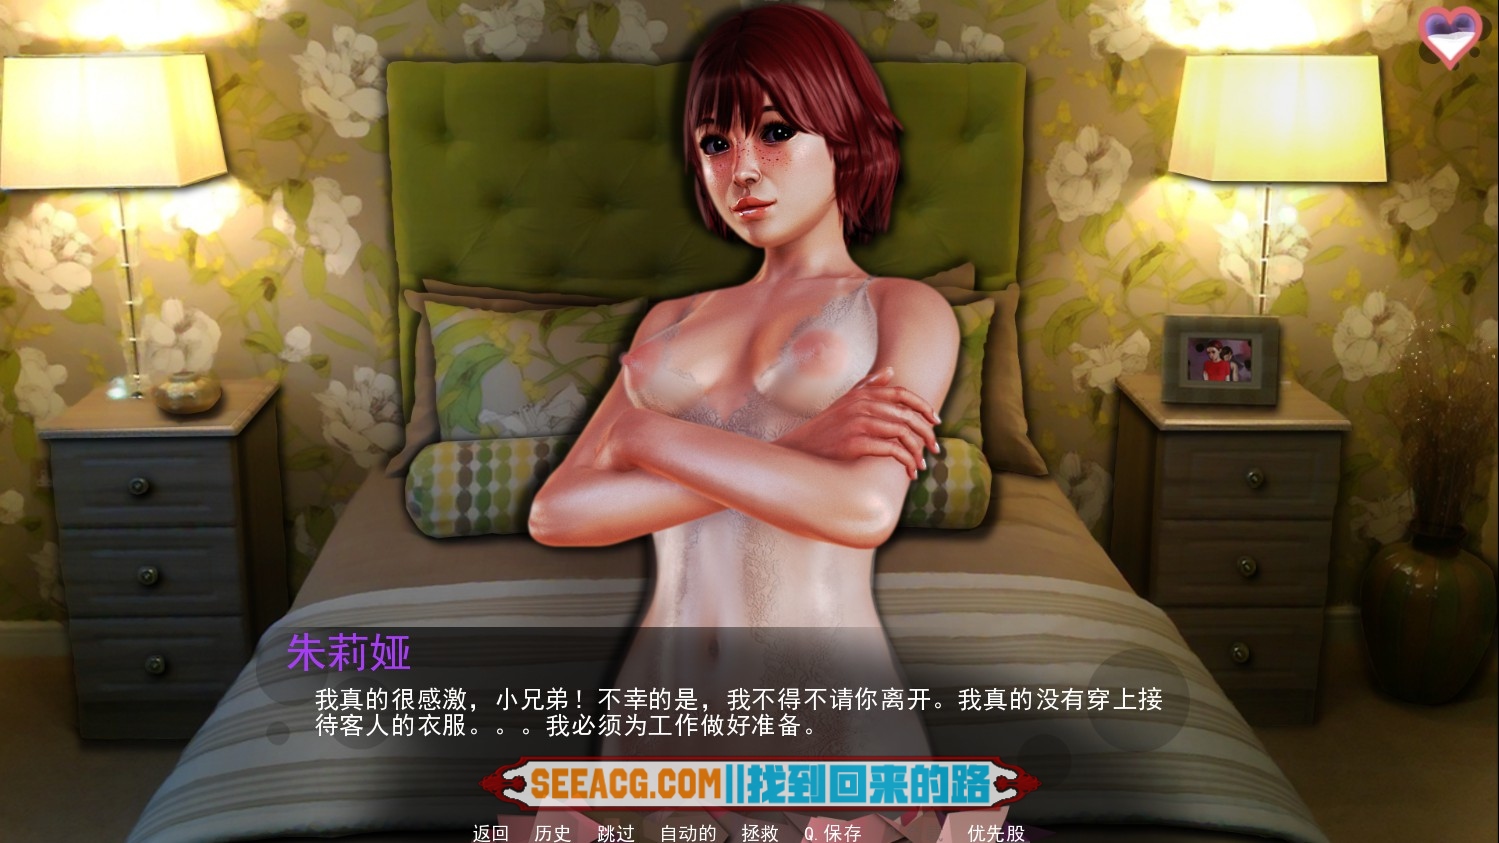 朱莉娅
我真的很感激，小兄弟！不幸的是，我不得不请你离开。我真的没有穿上接
待客人的衣服。。。我必须为工作做好准备。
SEEACG.COM||找到回来的路
返回 历史 跳过 自动的 拯救 Q.保存 优先股